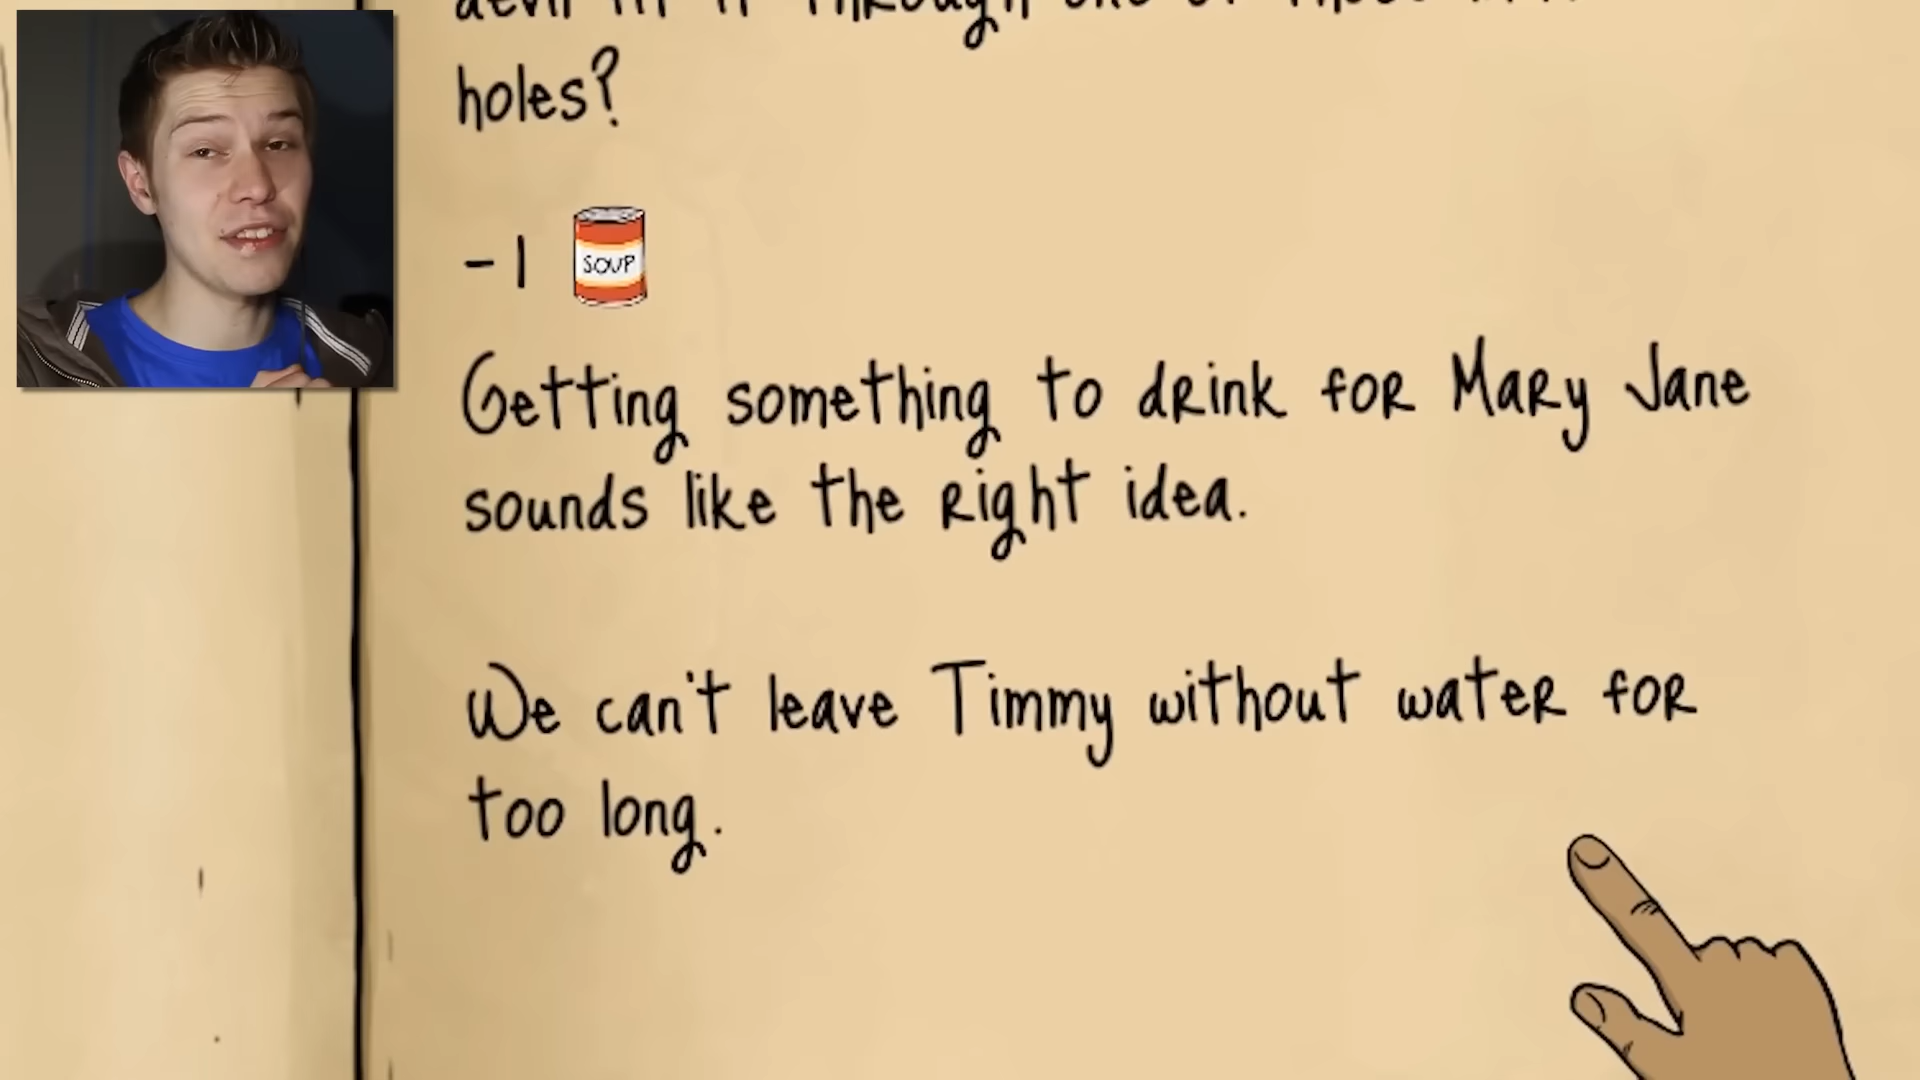 holes?
- 1 SOUP
Getting something to drink for Mary Jane
sounds like the right idea.
We can't leave Timmy without water for
too long.